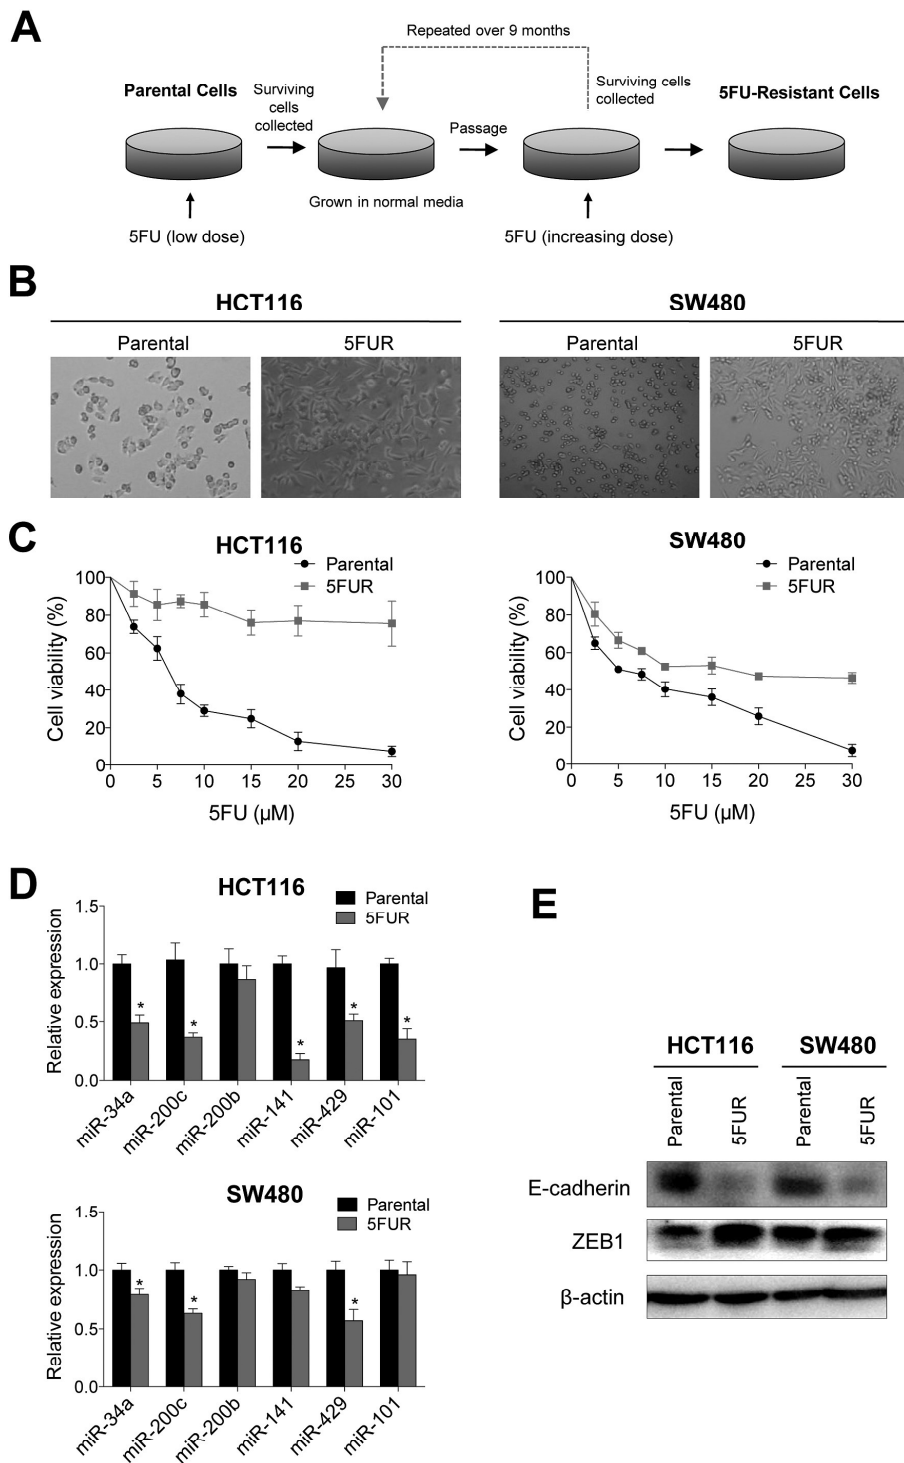 A
Repeated over 9 months
Parental Cells
Surviving
cells
collected
Passage
Surviving cells
collected
5FU-Resistant Cells
Grown in normal media
5FU (low dose)
5FU (increasing dose)
B
HCT116
SW480
Parental
5FUR
Parental
5FUR
C
HCT116
Parental
5FUR
Cell viability (%)
100
80
60
40
20
0
0 5 10 15 20 25 30
5FU (µM)
SW480
Parental
5FUR
Cell viability (%)
100
80
60
40
20
0
0 5 10 15 20 25 30
5FU (µM)
D
HCT116
Parental
5FUR
Relative expression
1.5
1.0
0.5
0.0
* * * * *
miR-34a
miR-200c
miR-200b
miR-141
miR-429
miR-101
SW480
Parental
5FUR
Relative expression
1.5
1.0
0.5
0.0
* * *
miR-34a
miR-200c
miR-200b
miR-141
miR-429
miR-101
E
HCT116
SW480
Parental
5FUR
Parental
5FUR
E-cadherin
ZEB1
β-actin